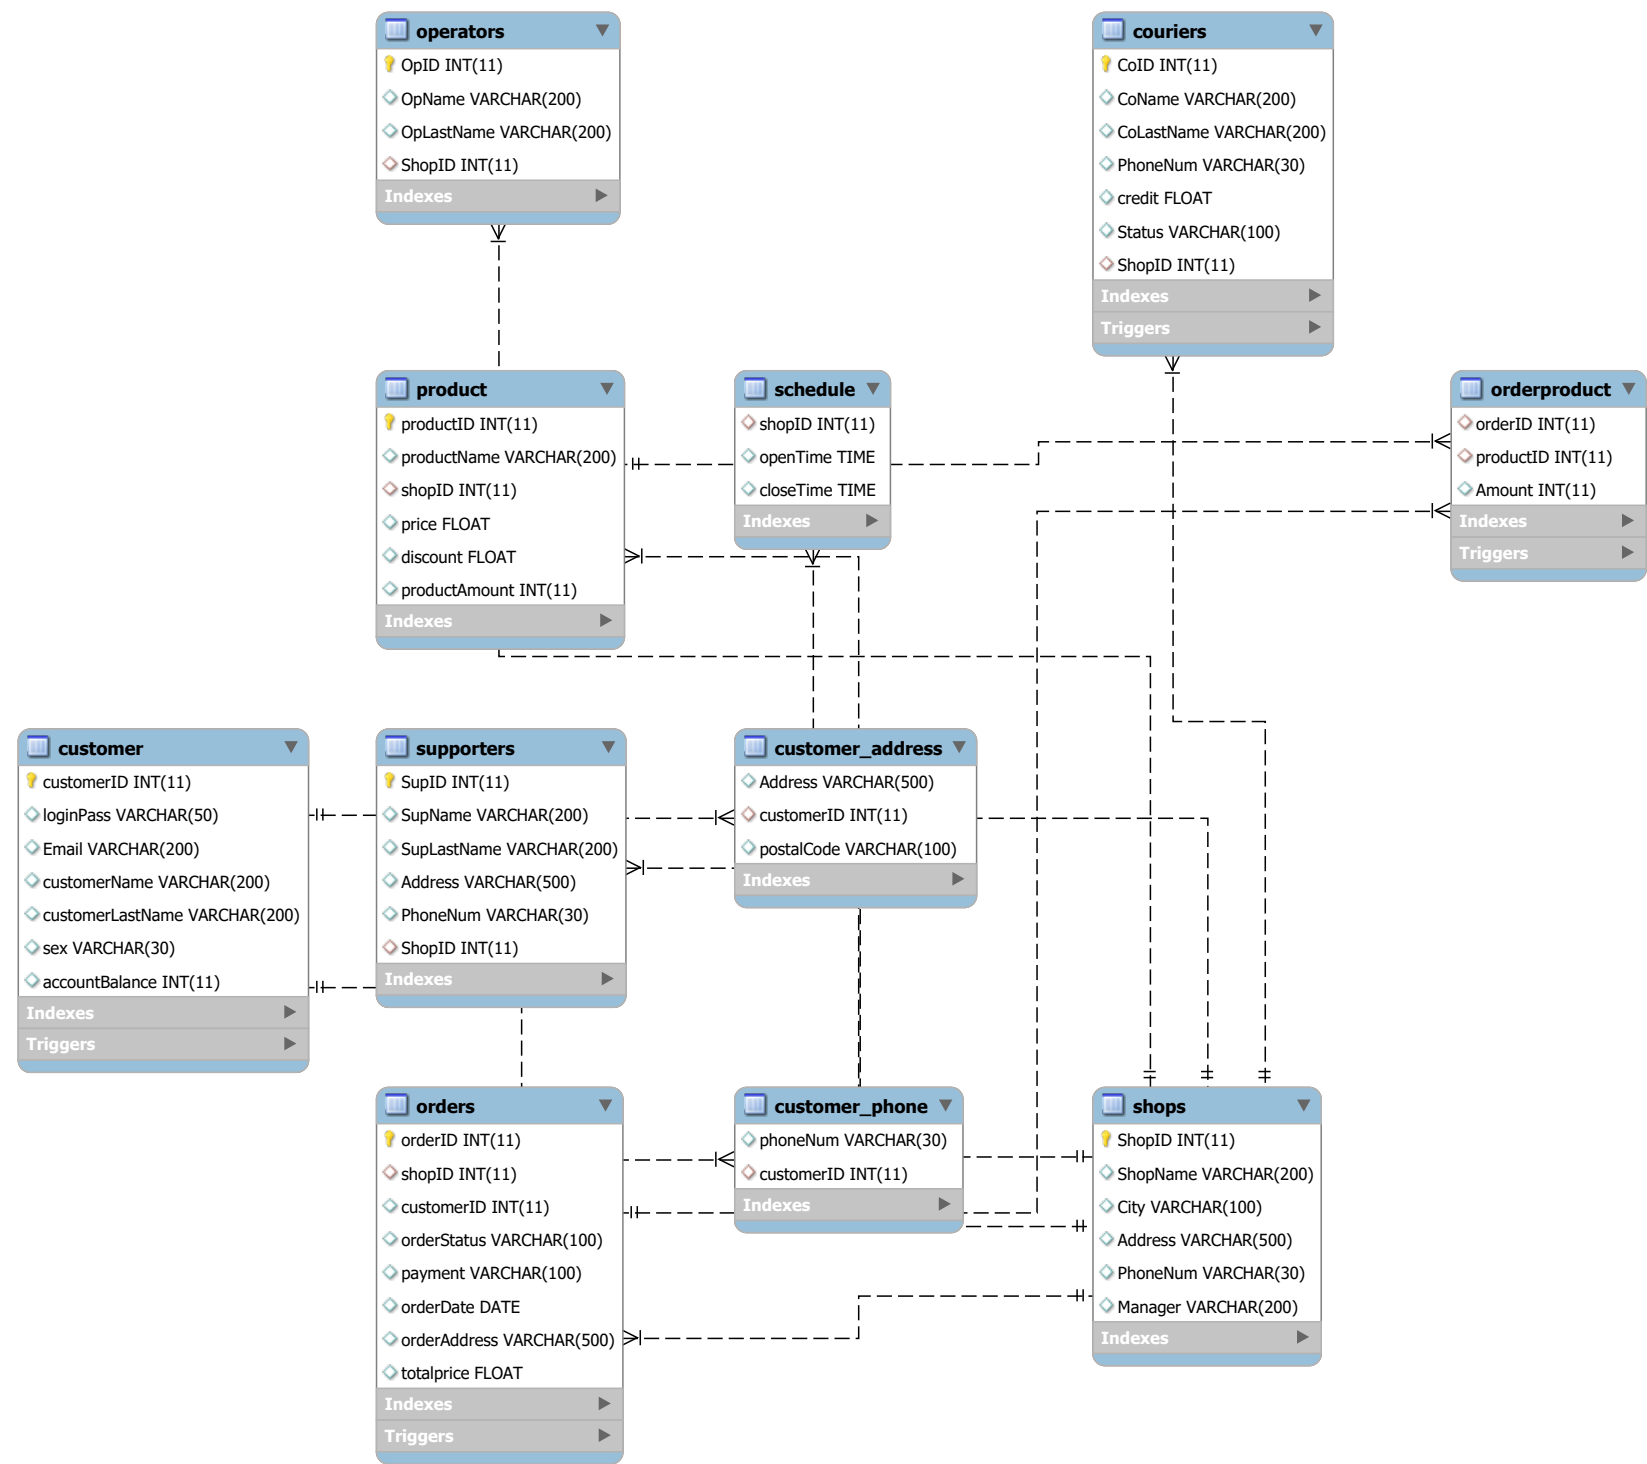 operators
OpID INT(11)
OpName VARCHAR(200)
OpLastName VARCHAR(200)
ShopID INT(11)
Indexes
couriers
CoID INT(11)
CoName VARCHAR(200)
CoLastName VARCHAR(200)
PhoneNum VARCHAR(30)
credit FLOAT
Status VARCHAR(100)
ShopID INT(11)
Indexes
Triggers
product
productID INT(11)
productName VARCHAR(200)
shopID INT(11)
price FLOAT
discount FLOAT
productAmount INT(11)
Indexes
schedule
shopID INT(11)
openTime TIME
closeTime TIME
Indexes
orderproduct
orderID INT(11)
productID INT(11)
Amount INT(11)
Indexes
Triggers
customer
customerID INT(11)
loginPass VARCHAR(50)
Email VARCHAR(200)
customerName VARCHAR(200)
customerLastName VARCHAR(200)
sex VARCHAR(30)
accountBalance INT(11)
Indexes
Triggers
supporters
SupID INT(11)
SupName VARCHAR(200)
SupLastName VARCHAR(200)
Address VARCHAR(500)
PhoneNum VARCHAR(30)
ShopID INT(11)
Indexes
customer_address
Address VARCHAR(500)
customerID INT(11)
postalCode VARCHAR(100)
Indexes
orders
orderID INT(11)
shopID INT(11)
customerID INT(11)
orderStatus VARCHAR(100)
payment VARCHAR(100)
orderDate DATE
orderAddress VARCHAR(500)
totalprice FLOAT
Indexes
Triggers
customer_phone
phoneNum VARCHAR(30)
customerID INT(11)
Indexes
shops
ShopID INT(11)
ShopName VARCHAR(200)
City VARCHAR(100)
Address VARCHAR(500)
PhoneNum VARCHAR(30)
Manager VARCHAR(200)
Indexes